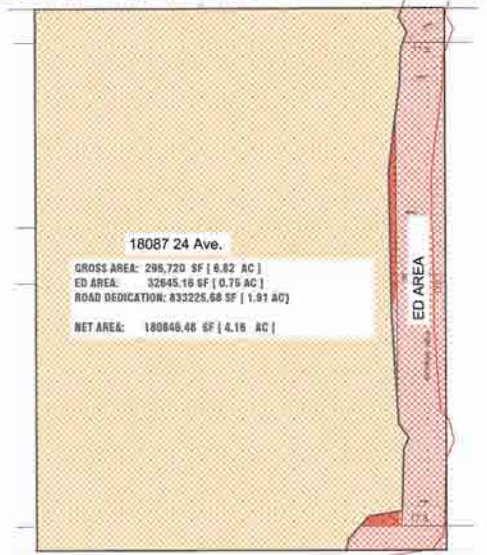 18087 24 Ave.
GROSS AREA: 296,720 SF [ 6.82 AC ]
ED AREA: 32645.16 SF [ 0.75 AC ]
ROAD DEDICATION: 833225.68 SF [ 1.91 AC]
NET AREA: 180846.46 SF [ 4.16 AC ]
ED AREA